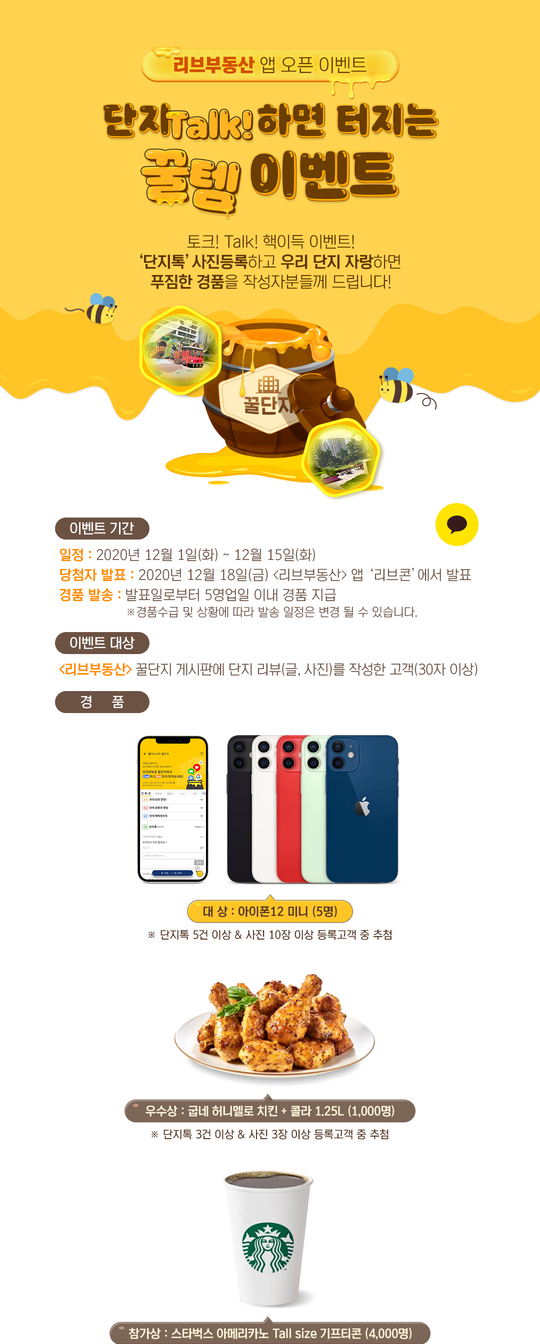 리브부동산 앱 오픈 이벤트
단지Talk! 하면 터지는
꿀템 이벤트
토크! Talk! 핵이득 이벤트!
‘단지톡’ 사진등록하고 우리 단지 자랑하면
푸짐한 경품을 작성자분들께 드립니다!
꿀단지
이벤트 기간
일정 : 2020년 12월 1일(화) ~ 12월 15일(화)
당첨자 발표 : 2020년 12월 18일(금) <리브부동산> 앱 ‘리브콘’에서 발표
경품 발송 : 발표일로부터 5영업일 이내 경품 지급
※경품수급 및 상황에 따라 발송 일정은 변경 될 수 있습니다.
이벤트 대상
<리브부동산> 꿀단지 게시판에 단지 리뷰(글, 사진)를 작성한 고객(30자 이상)
경 품
대 상 : 아이폰12 미니 (5명)
※ 단지톡 5건 이상 & 사진 10장 이상 등록고객 중 추첨
우수상 : 굽네 허니멜로 치킨 + 콜라 1.25L (1,000명)
※ 단지톡 3건 이상 & 사진 3장 이상 등록고객 중 추첨
참가상 : 스타벅스 아메리카노 Tall size 기프티콘 (4,000명)